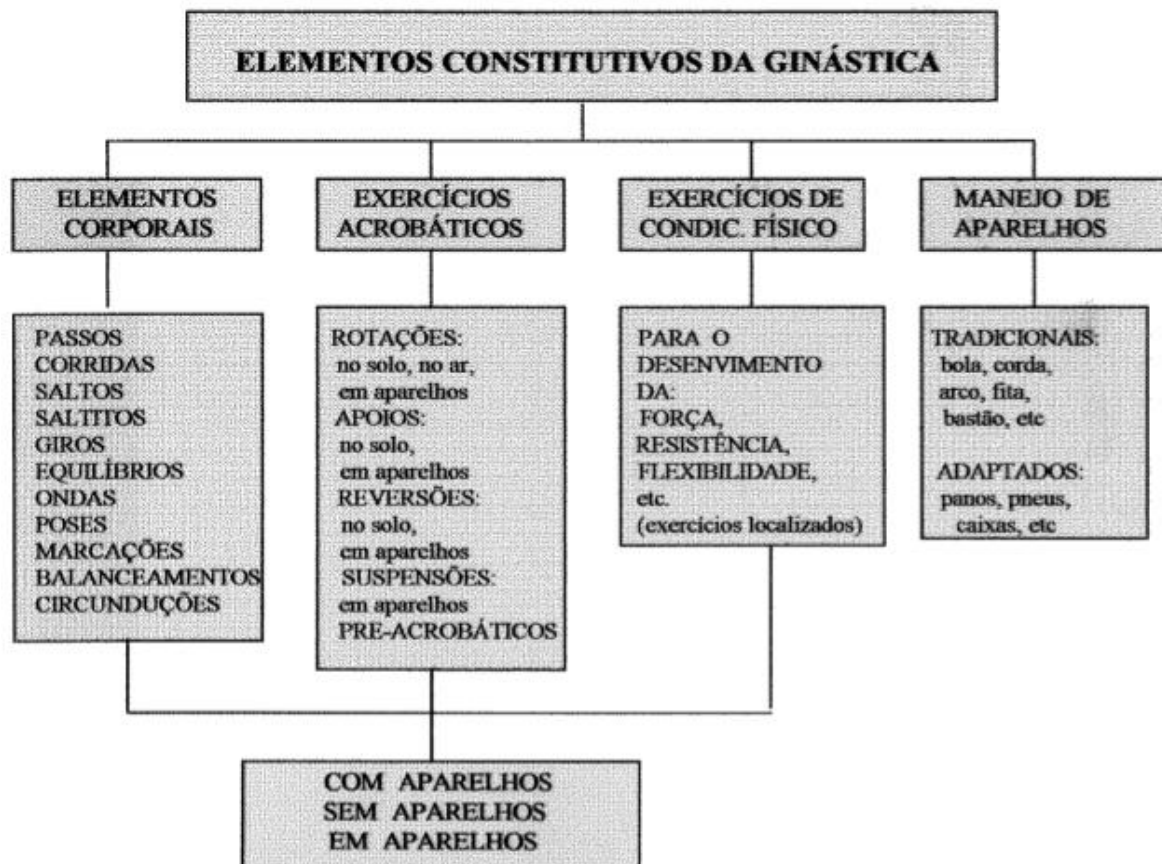 ELEMENTOS CONSTITUTIVOS DA GINÁSTICA
ELEMENTOS
CORPORAIS
EXERCÍCIOS
ACROBÁTICOS
EXERCÍCIOS DE
CONDIC. FÍSICO
MANEJO DE
APARELHOS
PASSOS
CORRIDAS
SALTOS
SALTITOS
GIROS
EQUILÍBRIOS
ONDAS
POSES
MARCAÇÕES
BALANCEAMENTOS
CIRCUNDUÇÕES
ROTAÇÕES:
no solo, no ar,
em aparelhos
APOIOS:
no solo,
em aparelhos
REVERSÕES:
no solo,
em aparelhos
SUSPENSÕES:
em aparelhos
PRE-ACROBÁTICOS
PARA O
DESENVIMENTO
DA:
FORÇA,
RESISTÊNCIA,
FLEXIBILIDADE,
etc.
(exercícios localizados)
TRADICIONAIS:
bola, corda,
arco, fita,
bastão, etc
ADAPTADOS:
panos, pneus,
caixas, etc
COM APARELHOS
SEM APARELHOS
EM APARELHOS